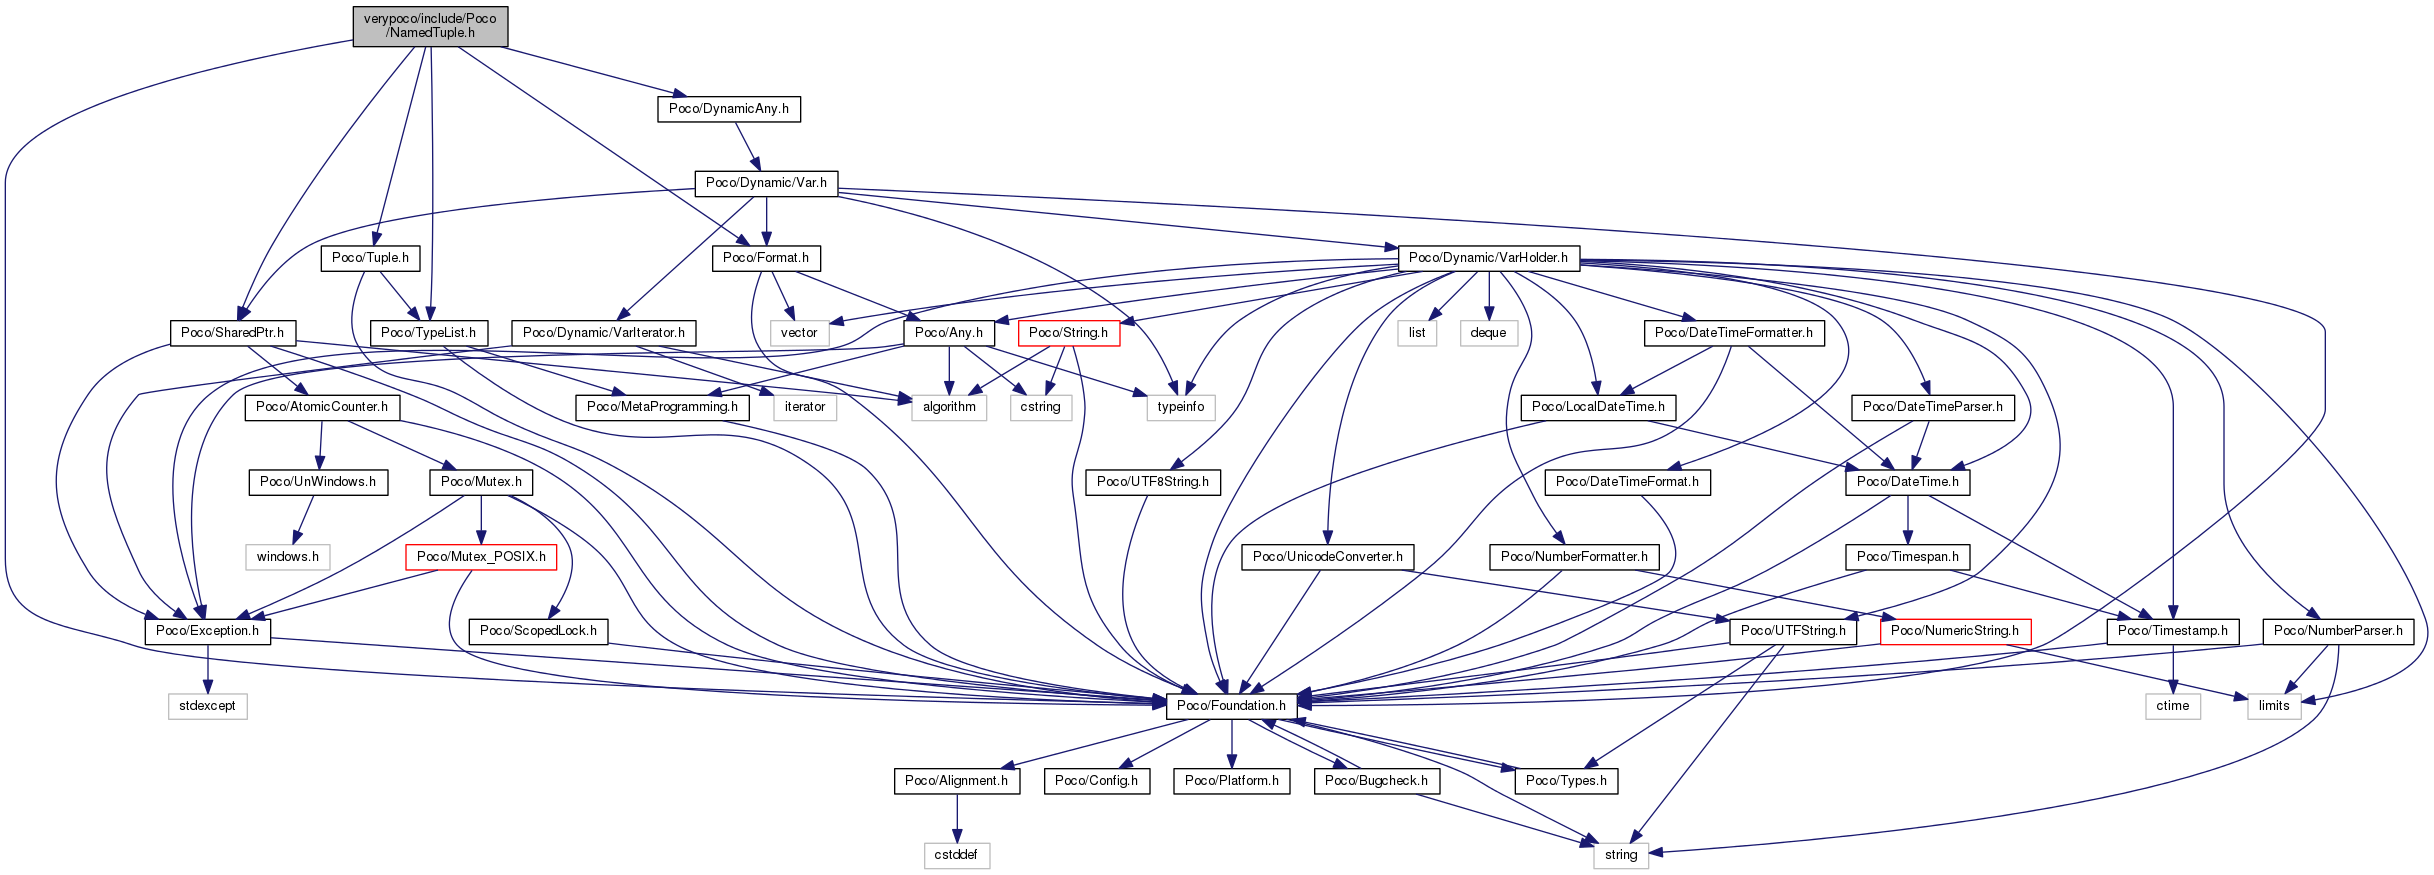 verypoco/include/Poco
/NamedTuple.h
Poco/DynamicAny.h
Poco/Dynamic/Var.h
Poco/Tuple.h
Poco/Format.h
Poco/Dynamic/VarHolder.h
Poco/SharedPtr.h
Poco/TypeList.h
Poco/Dynamic/VarIterator.h
vector
Poco/Any.h
Poco/String.h
list
deque
Poco/DateTimeFormatter.h
Poco/AtomicCounter.h
Poco/MetaProgramming.h
iterator
algorithm
cstring
typeinfo
Poco/LocalDateTime.h
Poco/DateTimeParser.h
Poco/UnWindows.h
Poco/Mutex.h
Poco/UTF8String.h
Poco/DateTimeFormat.h
Poco/DateTime.h
windows.h
Poco/Mutex_POSIX.h
Poco/UnicodeConverter.h
Poco/NumberFormatter.h
Poco/Timespan.h
Poco/Exception.h
Poco/ScopedLock.h
Poco/UTFString.h
Poco/NumericString.h
Poco/Timestamp.h
Poco/NumberParser.h
stdexcept
Poco/Foundation.h
ctime
limits
Poco/Alignment.h
Poco/Config.h
Poco/Platform.h
Poco/Bugcheck.h
Poco/Types.h
cstddef
string